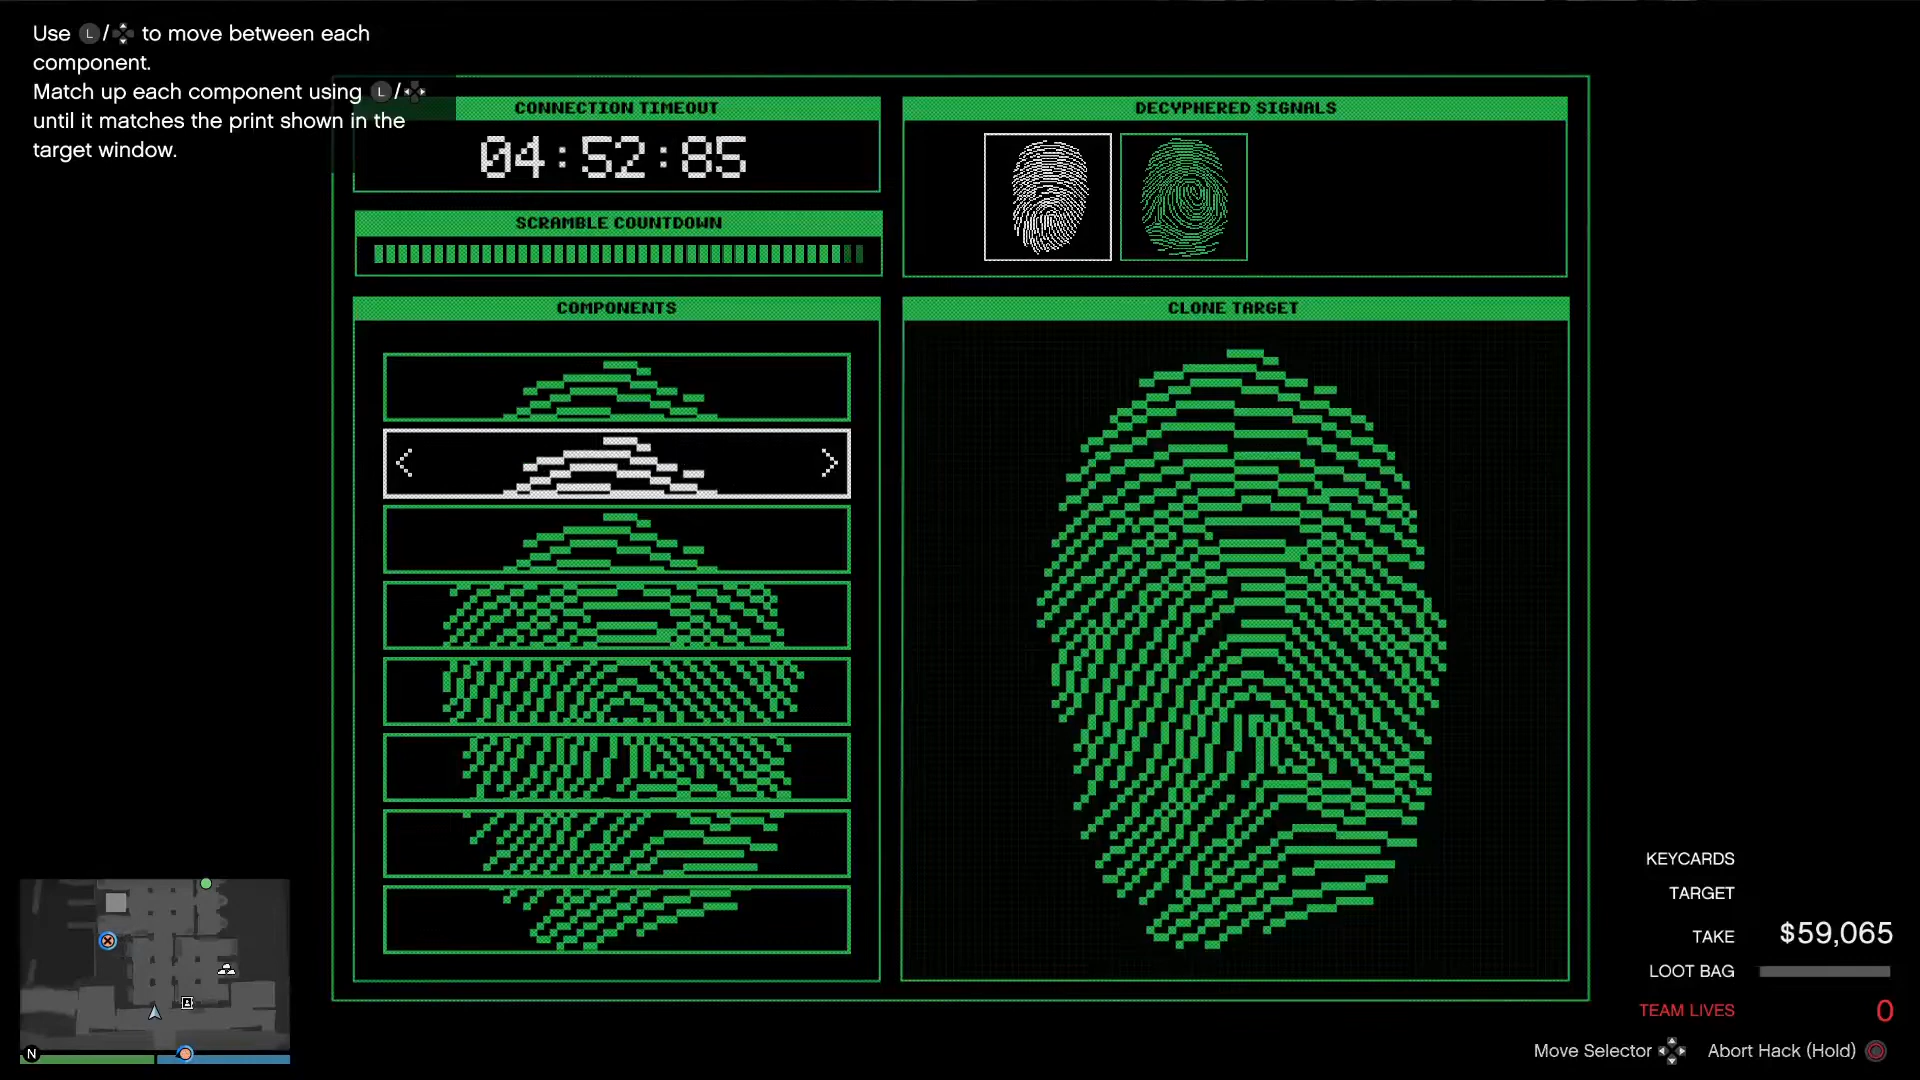 Use L/ to move between each
component.
Match up each component using L/
until it matches the print shown in the
target window.
CONNECTION TIMEOUT
04:52:85
DECYPHERED SIGNALS
SCRAMBLE COUNTDOWN
COMPONENTS
CLONE TARGET
< >
KEYCARDS
TARGET
TAKE $59,065
LOOT BAG
TEAM LIVES 0
N
Move Selector Abort Hack (Hold)